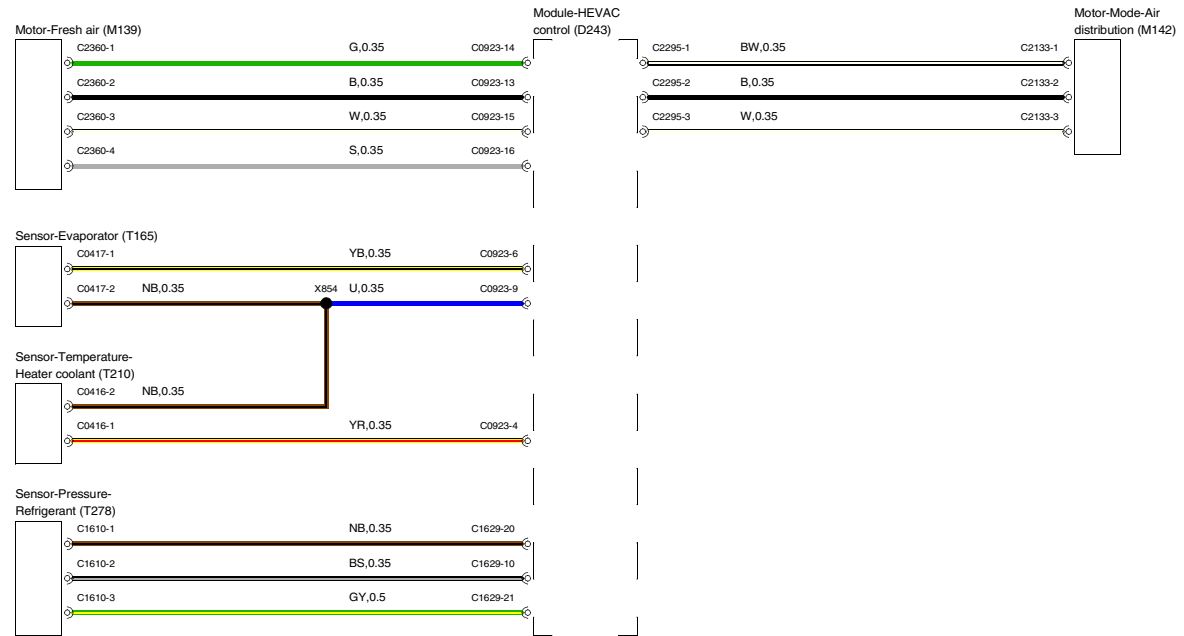 Module-HEVAC
control (D243)
Motor-Mode-Air
distribution (M142)
Motor-Fresh air (M139)
C2360-1 G,0.35 C0923-14
C2295-1 BW,0.35 C2133-1
C2360-2 B,0.35 C0923-13
C2295-2 B,0.35 C2133-2
C2360-3 W,0.35 C0923-15
C2295-3 W,0.35 C2133-3
C2360-4 S,0.35 C0923-16
Sensor-Evaporator (T165)
C0417-1 YB,0.35 C0923-6
C0417-2 NB,0.35 X854 U,0.35 C0923-9
Sensor-Temperature-
Heater coolant (T210)
C0416-2 NB,0.35
C0416-1 YR,0.35 C0923-4
Sensor-Pressure-
Refrigerant (T278)
C1610-1 NB,0.35 C1629-20
C1610-2 BS,0.35 C1629-10
C1610-3 GY,0.5 C1629-21